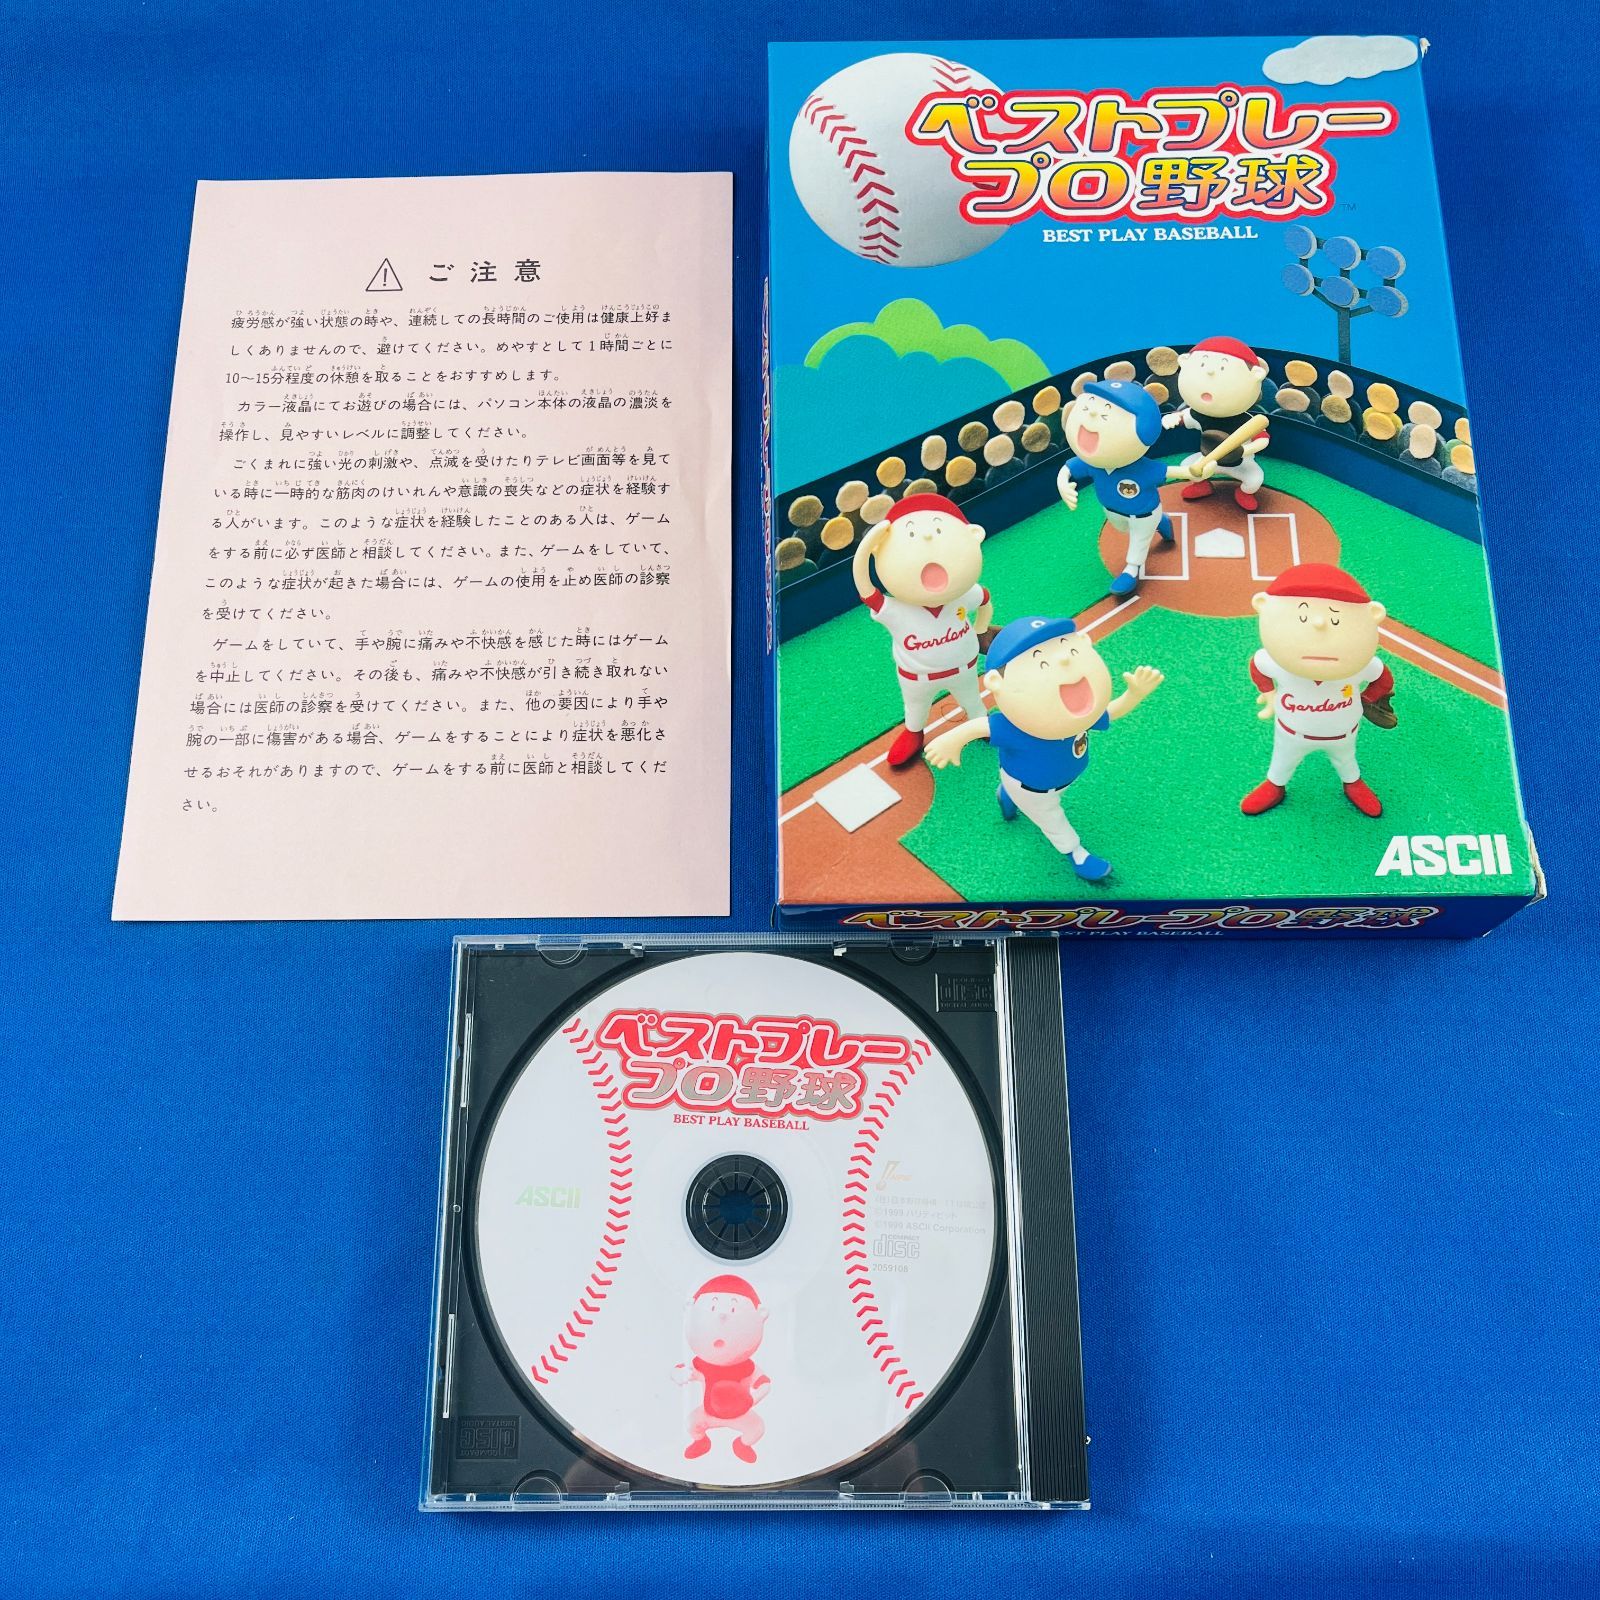 ご注意
疲労感が強い状態の時や、連続しての長時間のご使用は健康上好ま
しくありませんので、避けてください。めやすとして1時間ごとに
10〜15分程度の休憩を取ることをおすすめします。
カラー液晶にてお遊びの場合には、パソコン本体の液晶の濃淡を
操作し、見やすいレベルに調整してください。
ごくまれに強い光の刺激や、点滅を受けたりテレビ画面等を見て
いる時に一時的な筋肉のけいれんや意識の喪失などの症状を経験す
る人がいます。このような症状を経験したことのある人は、ゲーム
をする前に必ず医師と相談してください。また、ゲームをしていて、
このような症状が起きた場合には、ゲームの使用を止め医師の診察
を受けてください。
ゲームをしていて、手や腕に痛みや不快感を感じた時にはゲーム
を中止してください。その後も、痛みや不快感が引き続き取れない
場合には医師の診察を受けてください。また、他の要因により手や
腕の一部に傷害がある場合、ゲームをすることにより症状を悪化さ
せるおそれがありますので、ゲームをする前に医師と相談してくだ
さい。
ベストプレー
プロ野球
TM
BEST PLAY BASEBALL
Gardens
Gardens
ASCII
ベストプレープロ野球
BEST PLAY BASEBALL
ベストプレー
プロ野球
BEST PLAY BASEBALL
ASCII
©1999 パリティビット
©1999 ASCII Corporation
COMPACT
disc
2059108
COMPACT
disc
DIGITAL AUDIO
COMPACT
disc
DIGITAL AUDIO